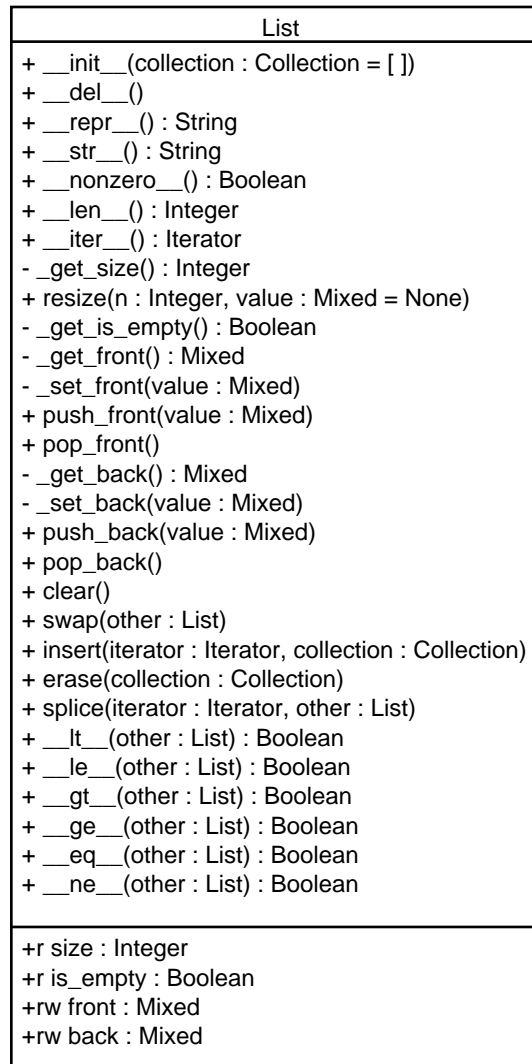 List
+ __init__(collection : Collection = [ ])
+ __del__()
+ __repr__() : String
+ __str__() : String
+ __nonzero__() : Boolean
+ __len__() : Integer
+ __iter__() : Iterator
- _get_size() : Integer
+ resize(n : Integer, value : Mixed = None)
- _get_is_empty() : Boolean
- _get_front() : Mixed
- _set_front(value : Mixed)
+ push_front(value : Mixed)
+ pop_front()
- _get_back() : Mixed
- _set_back(value : Mixed)
+ push_back(value : Mixed)
+ pop_back()
+ clear()
+ swap(other : List)
+ insert(iterator : Iterator, collection : Collection)
+ erase(collection : Collection)
+ splice(iterator : Iterator, other : List)
+ __lt__(other : List) : Boolean
+ __le__(other : List) : Boolean
+ __gt__(other : List) : Boolean
+ __ge__(other : List) : Boolean
+ __eq__(other : List) : Boolean
+ __ne__(other : List) : Boolean
+r size : Integer
+r is_empty : Boolean
+rw front : Mixed
+rw back : Mixed